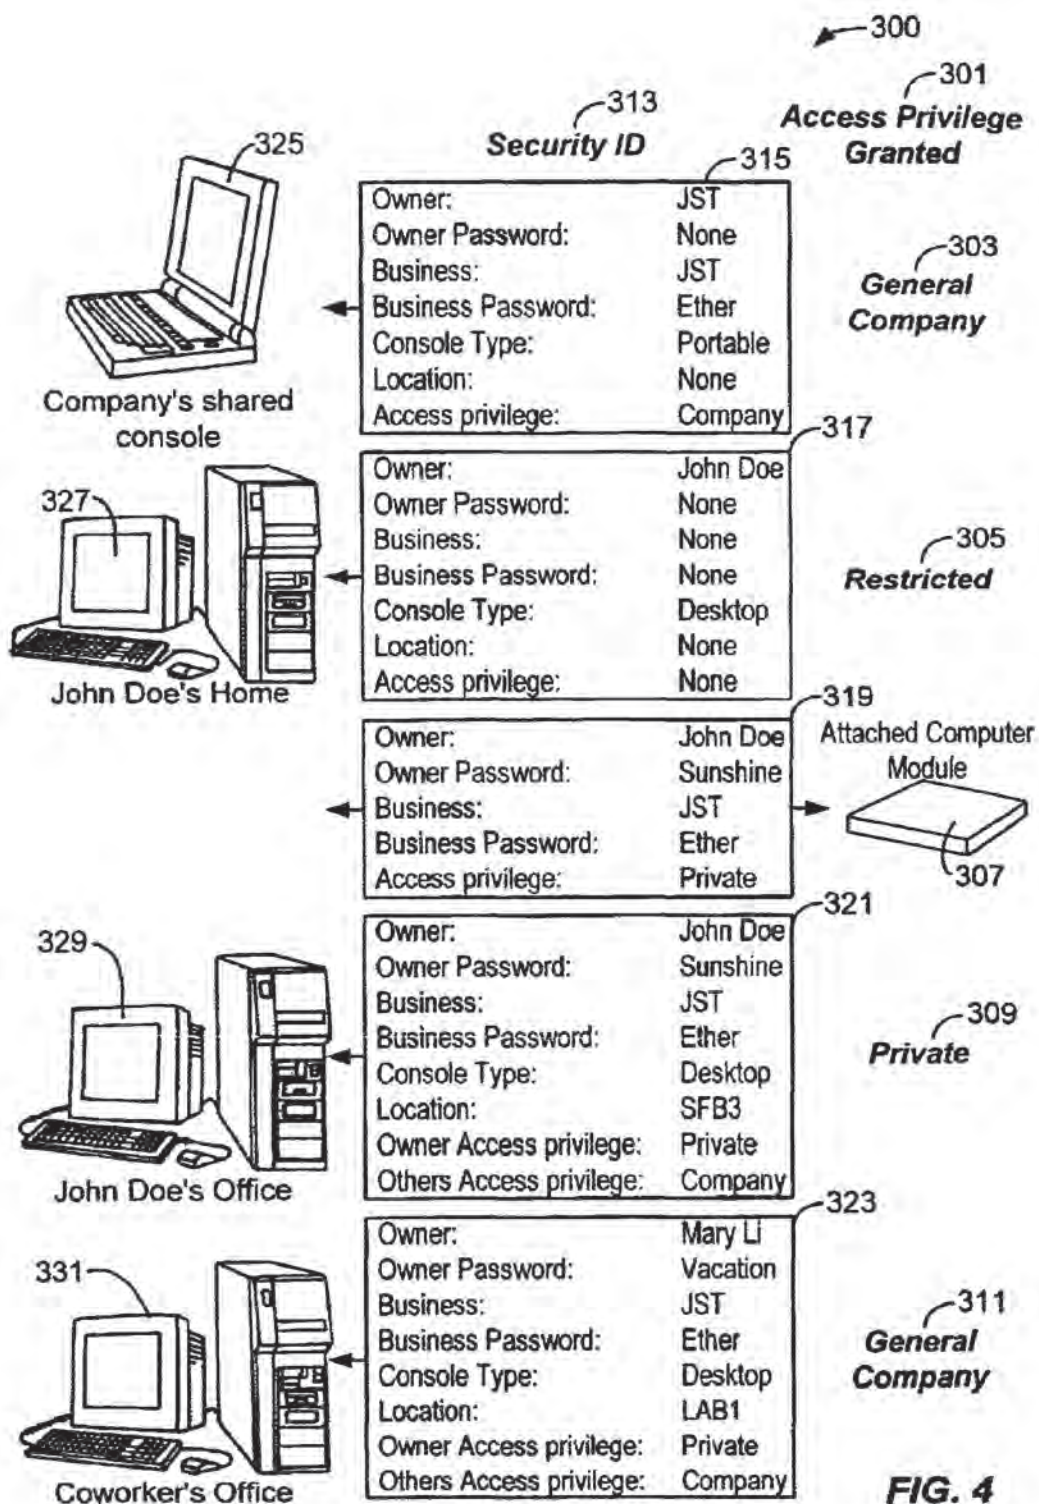 300
301
Access Privilege
Granted
313
Security ID
315
325
Owner: JST
Owner Password: None
Business: JST
Business Password: Ether
Console Type: Portable
Location: None
Access privilege: Company
303
General
Company
Company's shared
console
317
327
Owner: John Doe
Owner Password: None
Business: None
Business Password: None
Console Type: Desktop
Location: None
Access privilege: None
305
Restricted
John Doe's Home
319
Owner: John Doe
Owner Password: Sunshine
Business: JST
Business Password: Ether
Access privilege: Private
Attached Computer
Module
307
321
329
Owner: John Doe
Owner Password: Sunshine
Business: JST
Business Password: Ether
Console Type: Desktop
Location: SFB3
Owner Access privilege: Private
Others Access privilege: Company
309
Private
John Doe's Office
323
331
Owner: Mary Li
Owner Password: Vacation
Business: JST
Business Password: Ether
Console Type: Desktop
Location: LAB1
Owner Access privilege: Private
Others Access privilege: Company
311
General
Company
Coworker's Office
FIG. 4